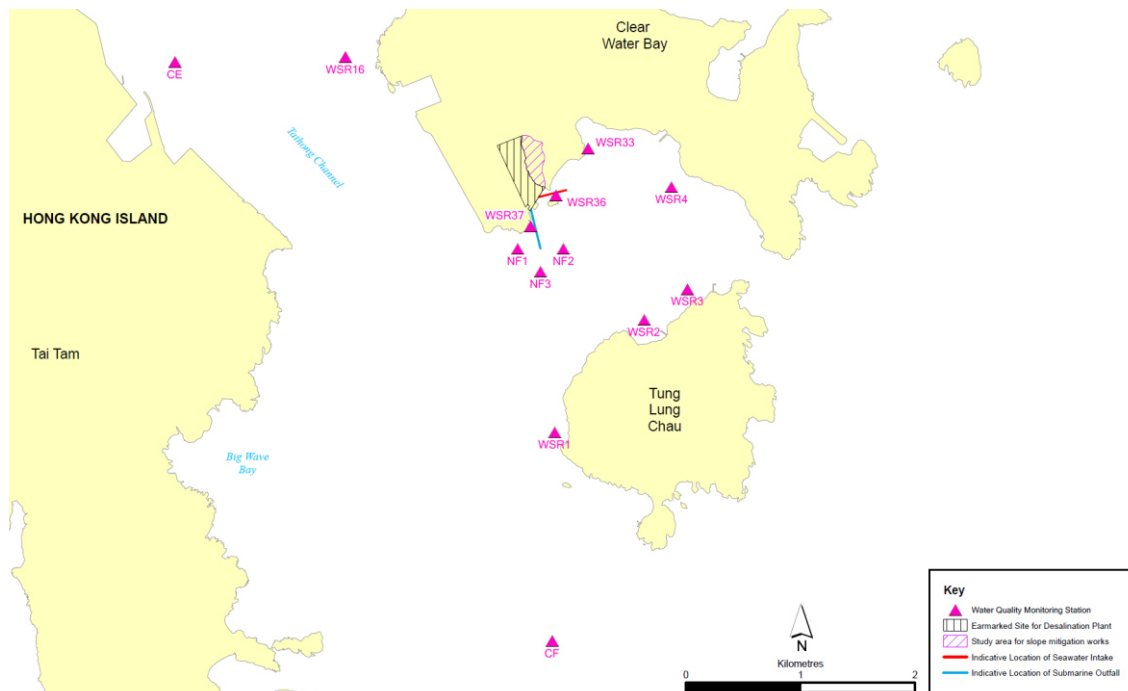 Clear
Water Bay
CE
WSR16
Tathong Channel
WSR33
WSR4
WSR36
HONG KONG ISLAND
WSR37
NF1
NF2
NF3
WSR3
WSR2
Tai Tam
Tung
Lung
Chau
WSR1
Big Wave
Bay
CF
N
Kilometres
0
1
2
Key
Water Quality Monitoring Station
Earmarked Site for Desalination Plant
Study area for slope mitigation works
Indicative Location of Seawater Intake
Indicative Location of Submarine Outfall